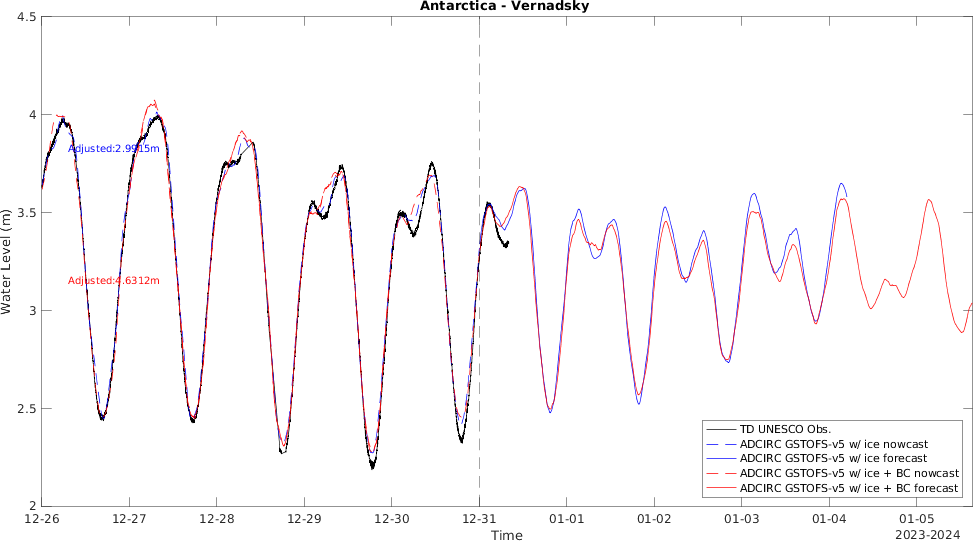 Antarctica - Vernadsky
4.5
4
3.5
3
2.5
2
Water Level (m)
Adjusted:2.9915m
Adjusted:4.6312m
TD UNESCO Obs.
ADCIRC GSTOFS-v5 w/ ice nowcast
ADCIRC GSTOFS-v5 w/ ice forecast
ADCIRC GSTOFS-v5 w/ ice + BC nowcast
ADCIRC GSTOFS-v5 w/ ice + BC forecast
12-26 12-27 12-28 12-29 12-30 12-31 01-01 01-02 01-03 01-04 01-05
Time
2023-2024